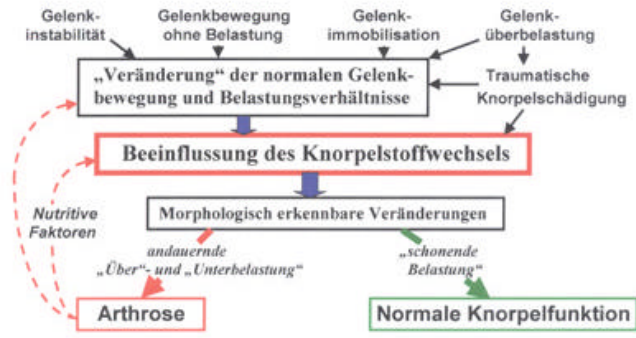 Gelenk-
instabilität
Gelenkbewegung
ohne Belastung
Gelenk-
immobilisation
Gelenk-
überbelastung
„Veränderung“ der normalen Gelenk-
bewegung und Belastungsverhältnisse
Traumatische
Knorpelschädigung
Beeinflussung des Knorpelstoffwechsels
Morphologisch erkennbare Veränderungen
Nutritive
Faktoren
andauernde
„Über“- und „Unterbelastung“
„schonende
Belastung“
Arthrose
Normale Knorpelfunktion